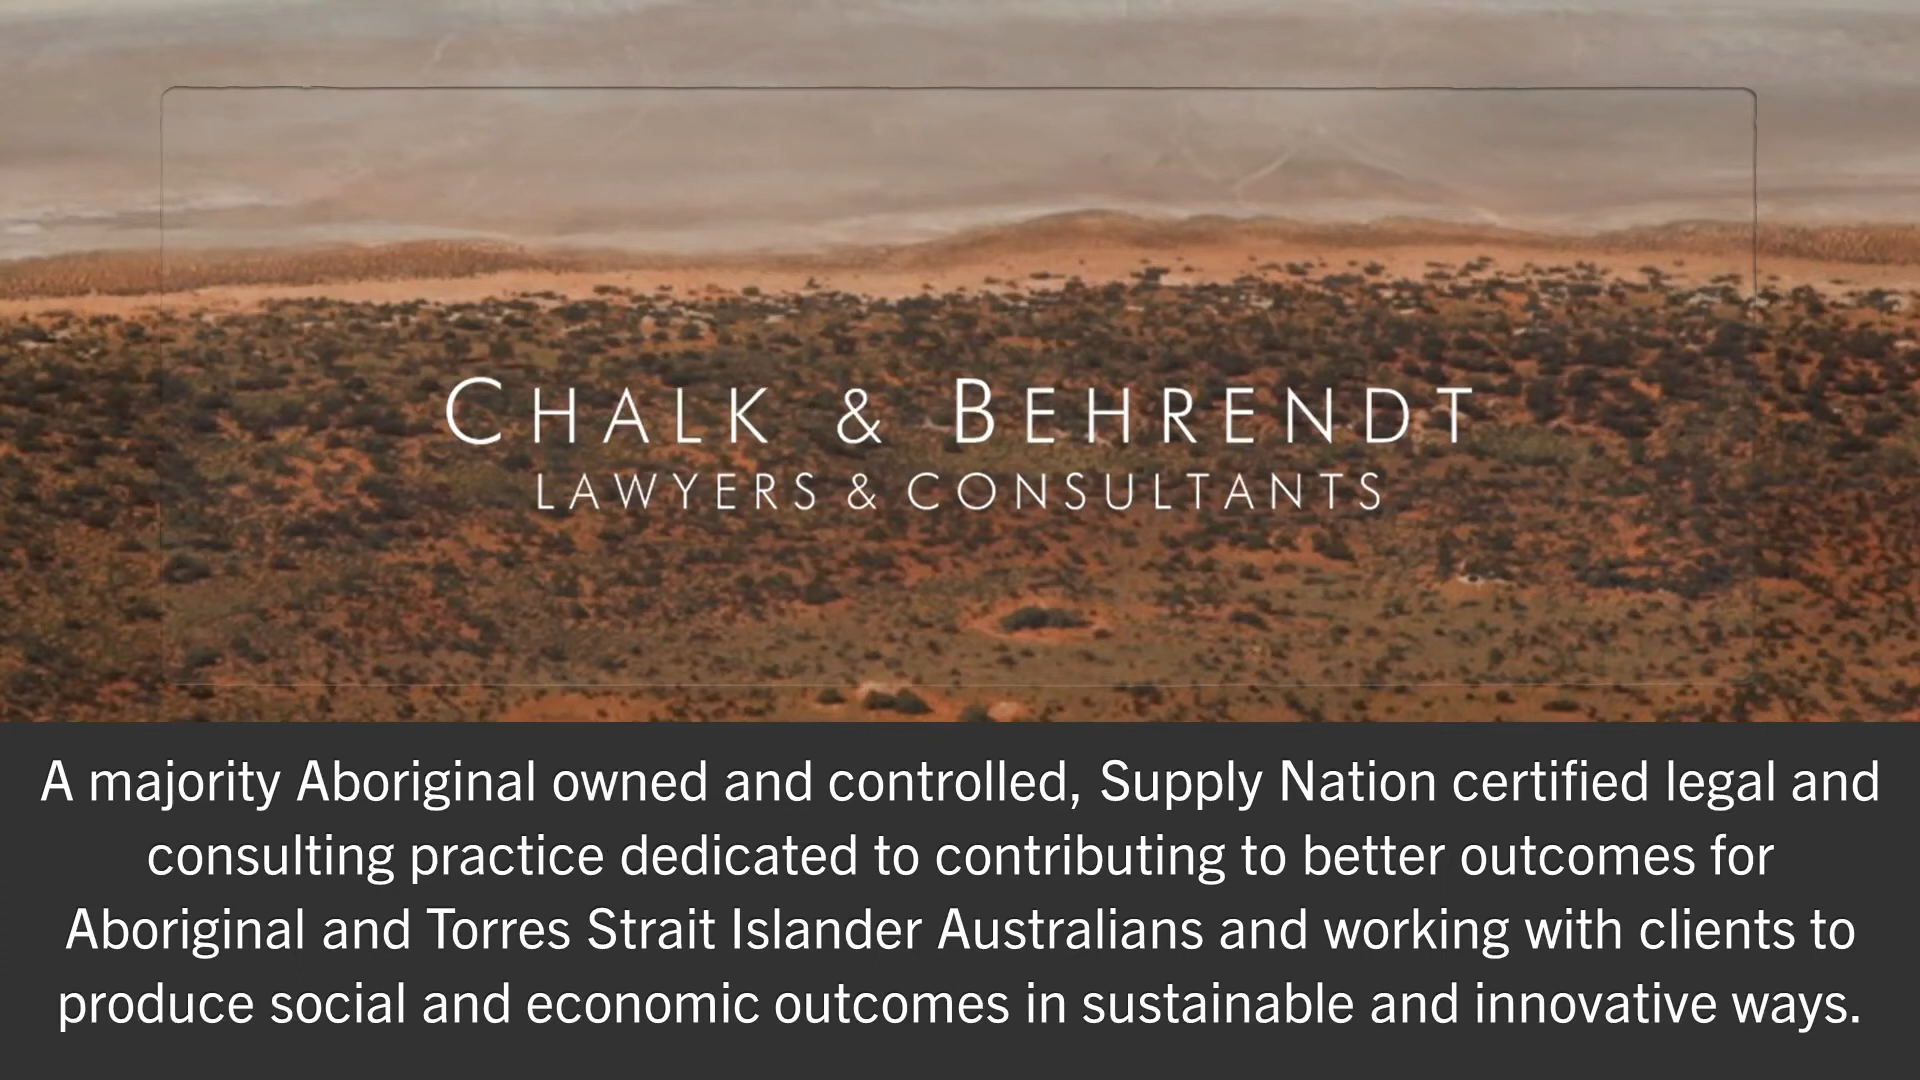 CHALK & BEHRENDT
LAWYERS & CONSULTANTS
A majority Aboriginal owned and controlled, Supply Nation certified legal and
consulting practice dedicated to contributing to better outcomes for
Aboriginal and Torres Strait Islander Australians and working with clients to
produce social and economic outcomes in sustainable and innovative ways.